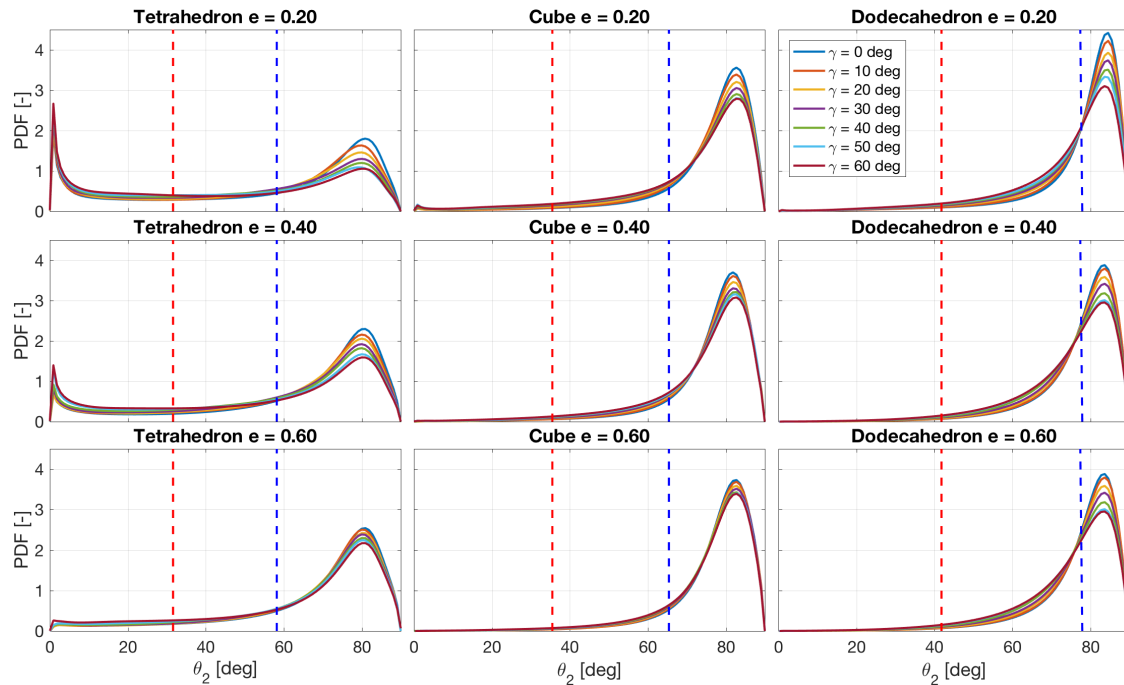 Tetrahedron e = 0.20
Cube e = 0.20
Dodecahedron e = 0.20
PDF [-]
4
3
2
1
0
γ = 0 deg
γ = 10 deg
γ = 20 deg
γ = 30 deg
γ = 40 deg
γ = 50 deg
γ = 60 deg
Tetrahedron e = 0.40
Cube e = 0.40
Dodecahedron e = 0.40
PDF [-]
4
3
2
1
0
Tetrahedron e = 0.60
Cube e = 0.60
Dodecahedron e = 0.60
PDF [-]
4
3
2
1
0
0 20 40 60 80
0 20 40 60 80
0 20 40 60 80
θ2 [deg]
θ2 [deg]
θ2 [deg]